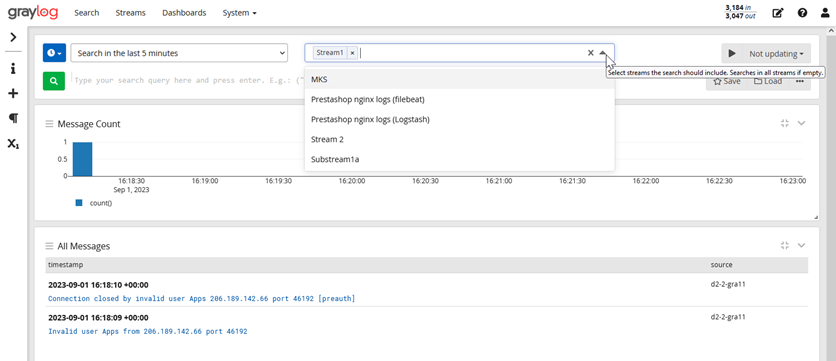 graylog Search Streams Dashboards System 3,184 in
3,047 out
Search in the last 5 minutes Stream1 × Not updating
Select streams the search should include. Searches in all streams if empty.
Type your search query here and press enter. E.g.: (" Save Load
MKS
Prestashop nginx logs (filebeat)
Prestashop nginx logs (Logstash)
Stream 2
Substream1a
Message Count
1
0.5
0
16:18:30 16:19:00 16:19:30 16:20:00 16:20:30 16:21:00 16:21:30 16:22:00 16:22:30 16:23:00
Sep 1, 2023
count()
All Messages
timestamp source
2023-09-01 16:18:10 +00:00 d2-2-gra11
Connection closed by invalid user Apps 206.189.142.66 port 46192 [preauth]
2023-09-01 16:18:09 +00:00 d2-2-gra11
Invalid user Apps from 206.189.142.66 port 46192